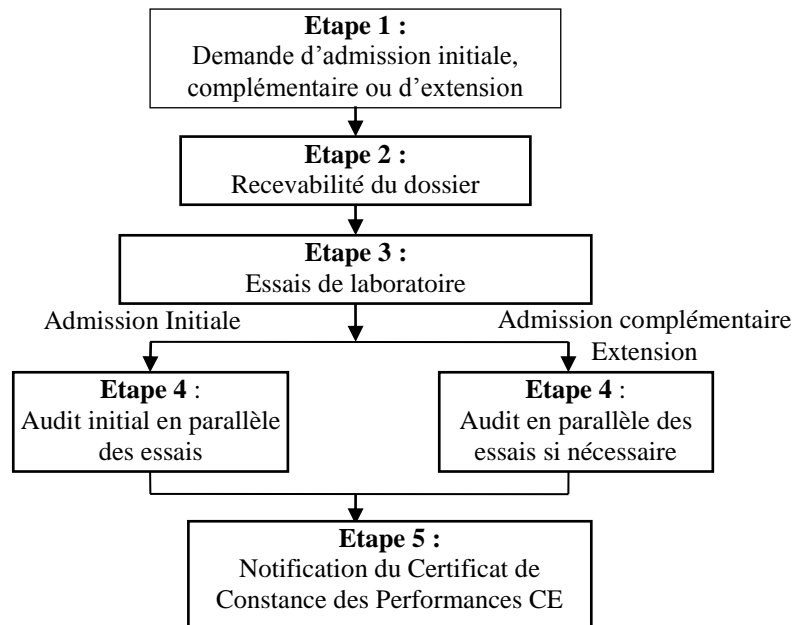 Etape 1 :
Demande d’admission initiale,
complémentaire ou d’extension
Etape 2 :
Recevabilité du dossier
Etape 3 :
Essais de laboratoire
Admission Initiale
Admission complémentaire
Extension
Etape 4 :
Audit initial en parallèle
des essais
Etape 4 :
Audit en parallèle des
essais si nécessaire
Etape 5 :
Notification du Certificat de
Constance des Performances CE